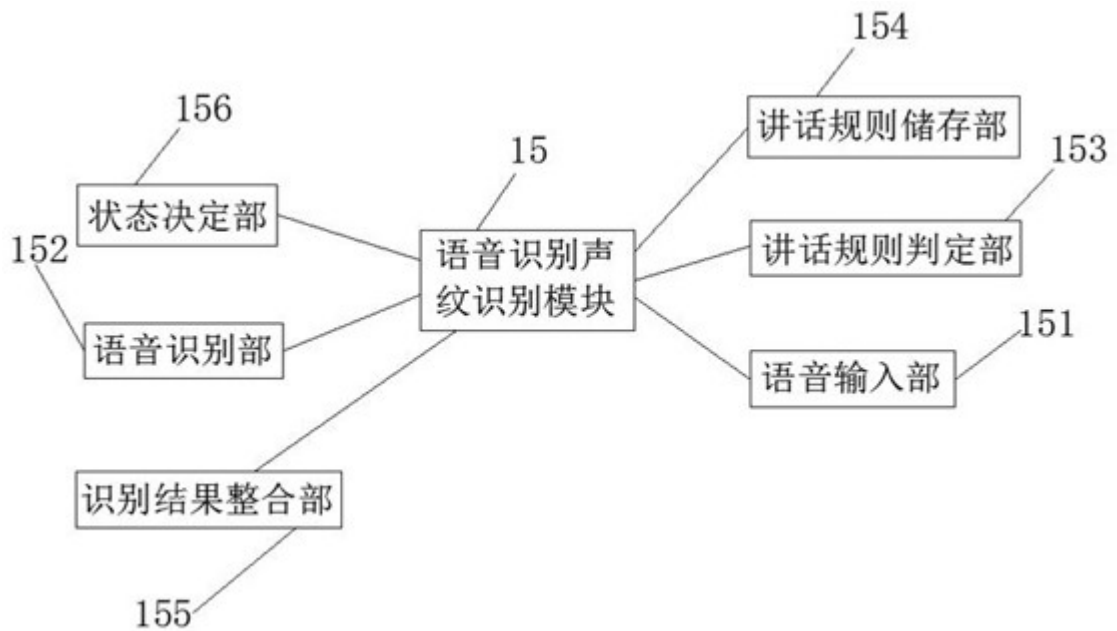 154
讲话规则储存部
156
15
153
状态决定部
语音识别声
纹识别模块
讲话规则判定部
152
语音识别部
151
语音输入部
识别结果整合部
155